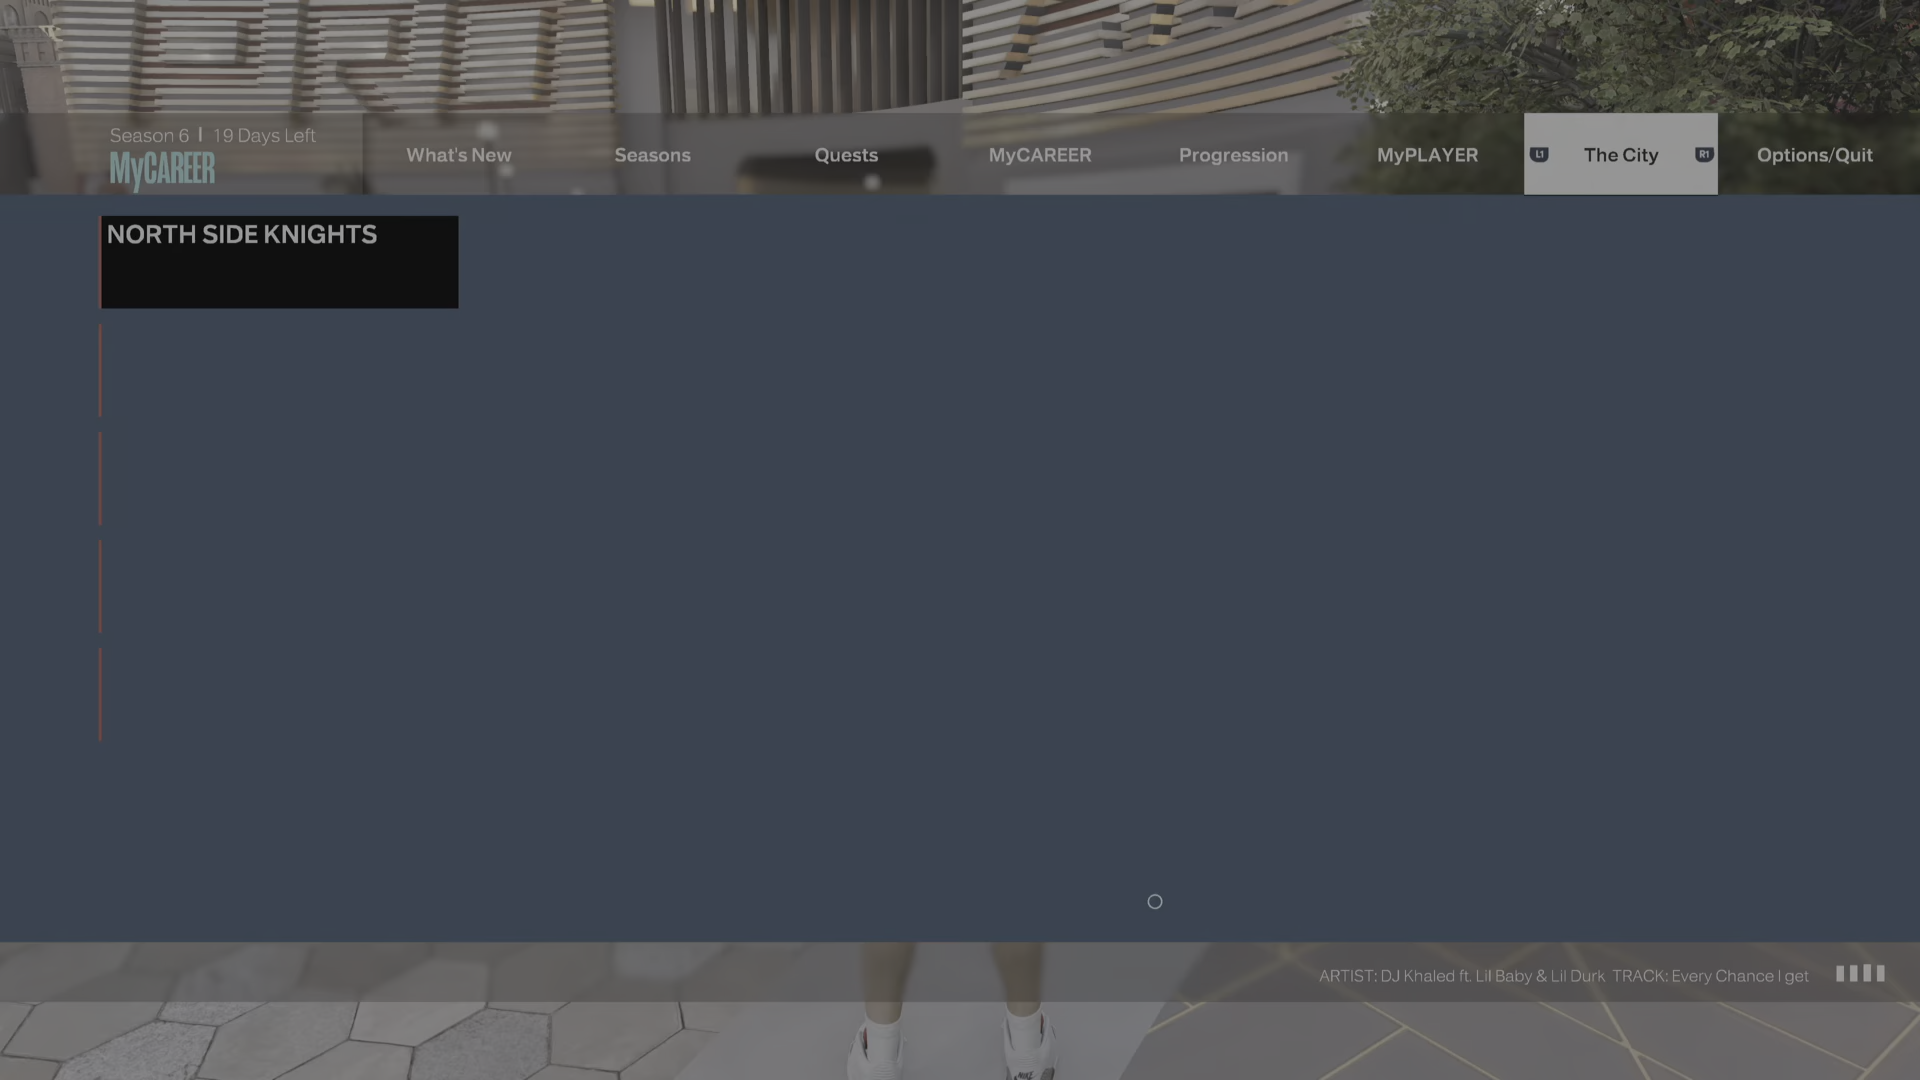 Season 6 | 19 Days Left
MyCAREER
What's New
Seasons
Quests
MyCAREER
Progression
MyPLAYER
L1
The City
R1
Options/Quit
NORTH SIDE KNIGHTS
ARTIST: DJ Khaled ft. Lil Baby & Lil Durk TRACK: Every Chance I get